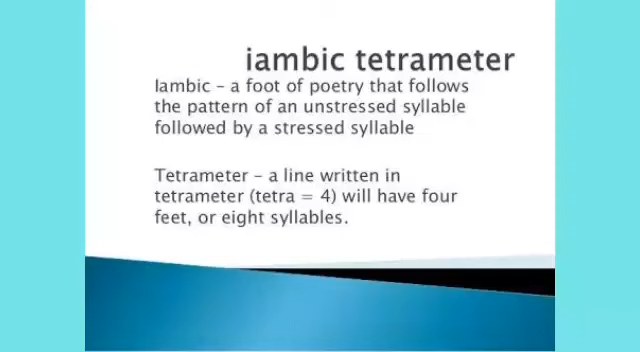 iambic tetrameter
Iambic – a foot of poetry that follows
the pattern of an unstressed syllable
followed by a stressed syllable
Tetrameter – a line written in
tetrameter (tetra = 4) will have four
feet, or eight syllables.